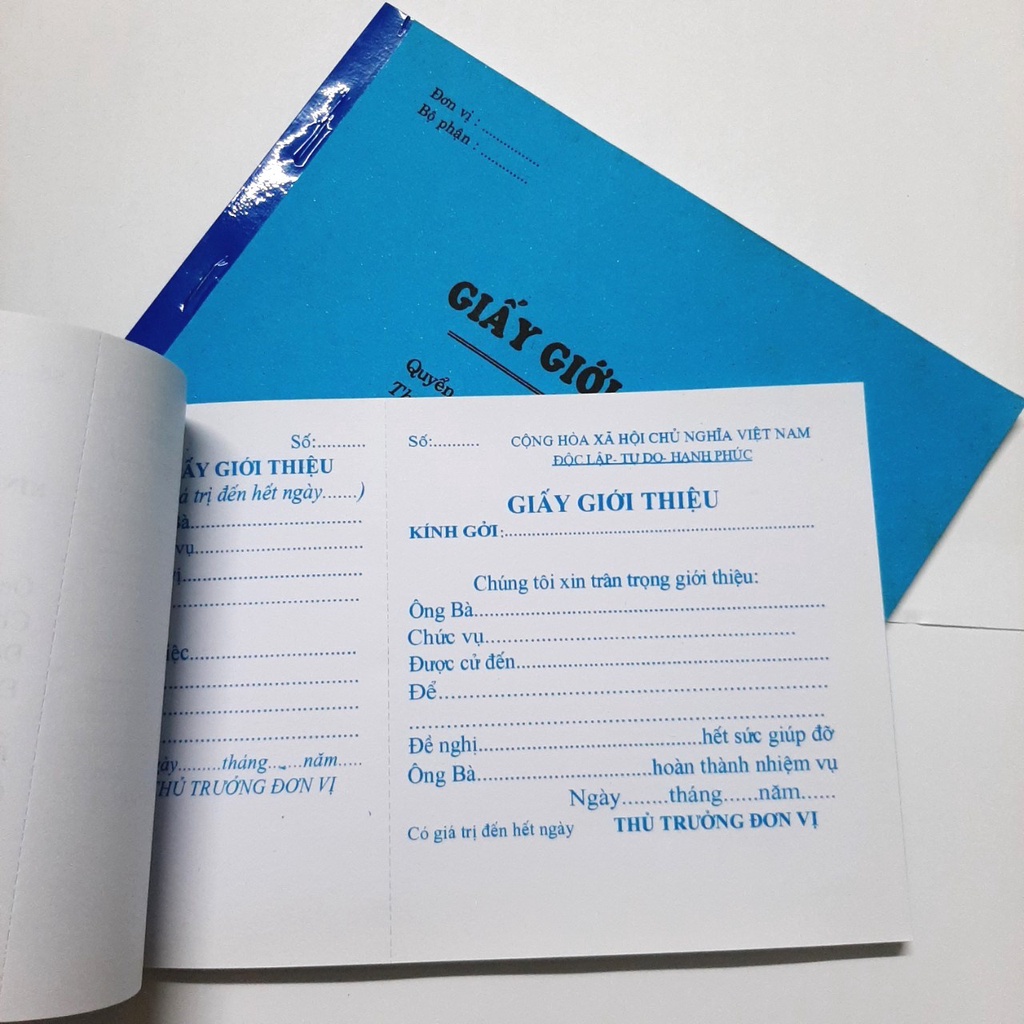 Đơn vị : ................
Bộ phận : .............
GIẤY GIỚI
Quyển
Số:..........
GIẤY GIỚI THIỆU
trị đến hết ngày.......)
..........................................
vụ..........................................
..........................................
..........................................
..........................................
..........................................
..........................................
..........................................
.........tháng.......năm.....
THỦ TRƯỞNG ĐƠN VỊ
Số:.......... CỘNG HÒA XÃ HỘI CHỦ NGHĨA VIỆT NAM
ĐỘC LẬP- TỰ DO- HẠNH PHÚC
GIẤY GIỚI THIỆU
KÍNH GỞI:..............................................................
Chúng tôi xin trân trọng giới thiệu:
Ông Bà..............................................................
Chức vụ......................................................
Được cử đến......................................................
Để....................................................................
..........................................................................
Đề nghị.......................................hết sức giúp đỡ
Ông Bà..............................hoàn thành nhiệm vụ
Ngày........tháng......năm......
Có giá trị đến hết ngày THỦ TRƯỞNG ĐƠN VỊ